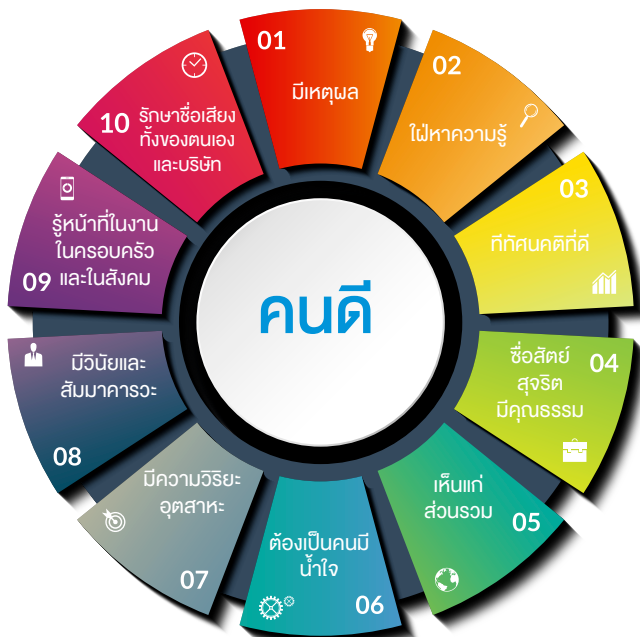 01
มีเหตุผล
02
ใฝ่หาความรู้
03
ทีทัศนคติที่ดี
04
ซื่อสัตย์
สุจริต
มีคุณธรรม
05
เห็นแก่
ส่วนรวม
06
ต้องเป็นคนมี
น้ำใจ
07
มีความวิริยะ
อุตสาหะ
08
มีวินัยและ
สัมมาคารวะ
09
รู้หน้าที่ในงาน
ในครอบครัว
และในสังคม
10
รักษาชื่อเสียง
ทั้งของตนเอง
และบริษัท
คนดี